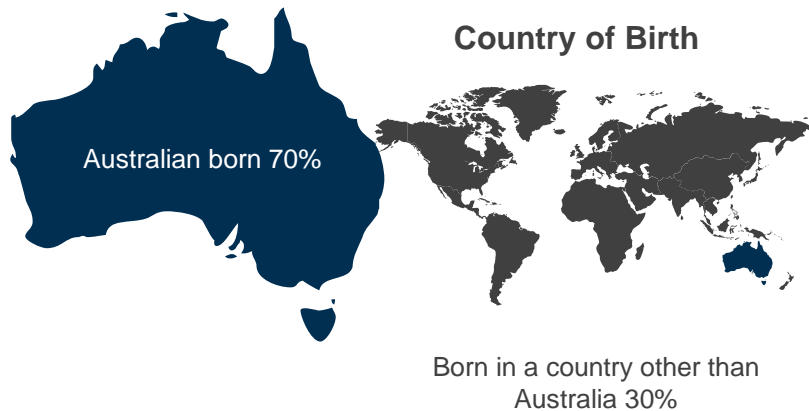 Country of Birth
Australian born 70%
Born in a country other than
Australia 30%